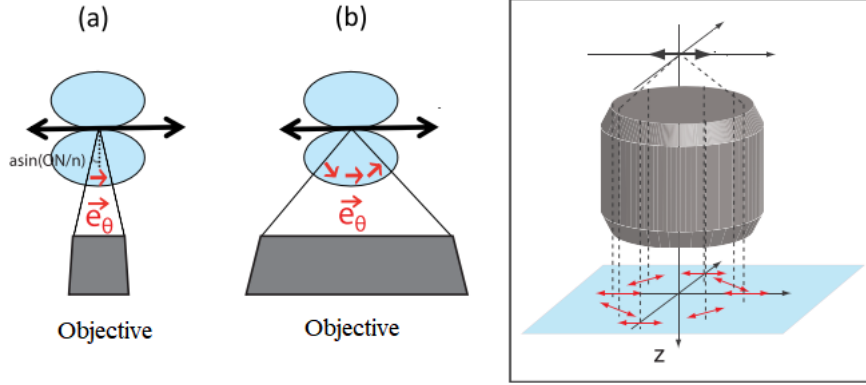 (a)
(b)
asin(ON/n)
e⃗θ
e⃗θ
Objective
Objective
z